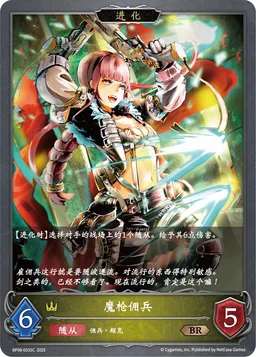 进化
【进化时】选择对手的战场上的1个随从。给予其6点伤害。
雇佣兵这行就是要随波逐流。对流行的东西得特别敏感。
剑之类的，已经不够看了。现在流行的，肯定是这个嘛！
魔枪佣兵
6
随从
佣兵·超克
BR
5
BP08-033SC 2025
© Cygames, Inc. Published by NetEase Games